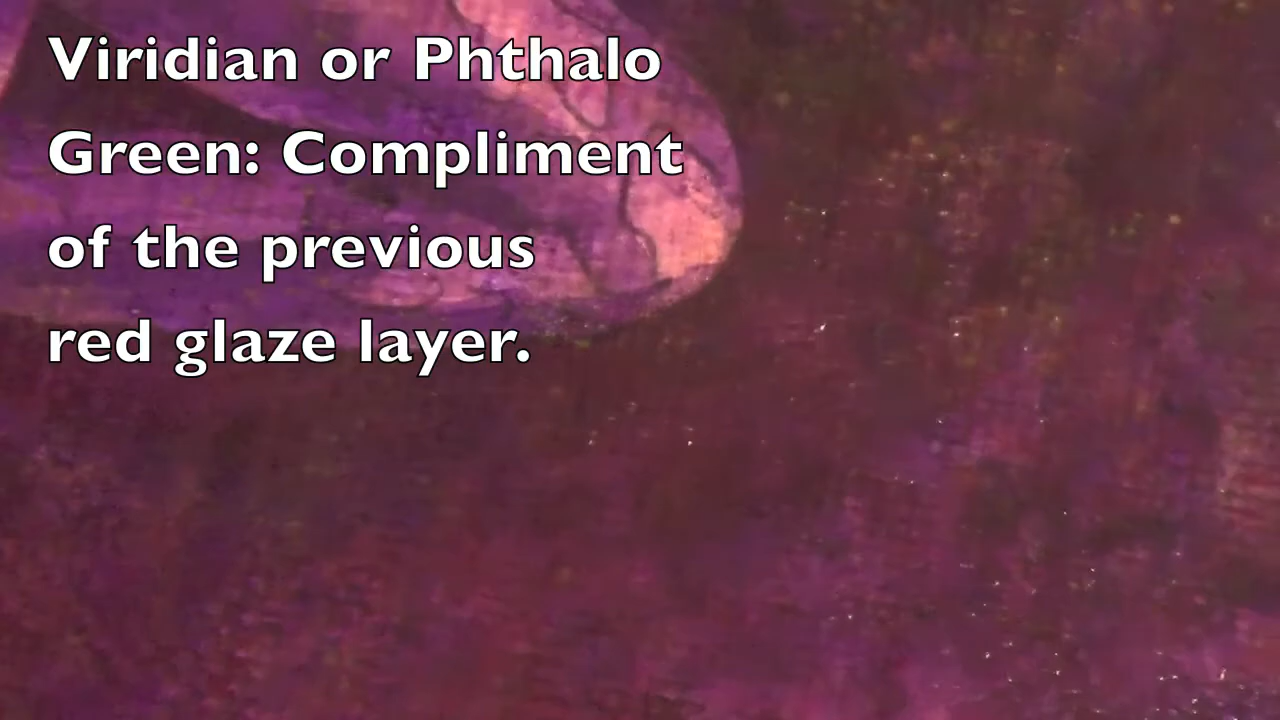 Viridian or Phthalo
Green: Compliment
of the previous
red glaze layer.